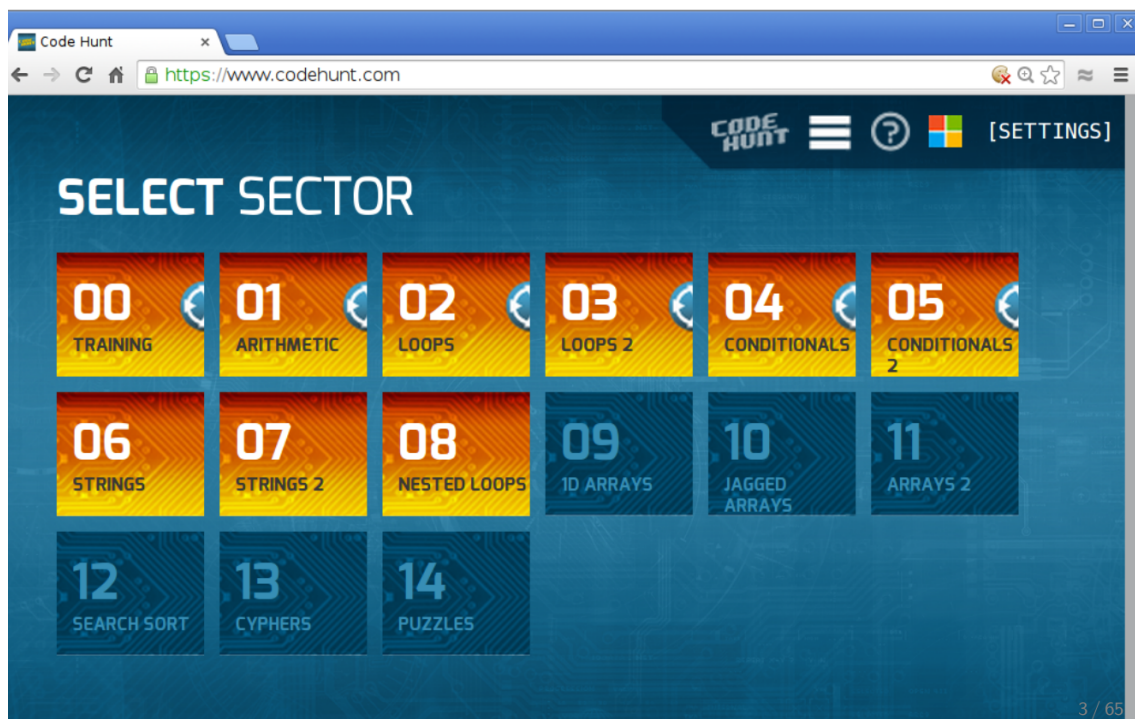 Code Hunt
https://www.codehunt.com
CODE
HUNT
[SETTINGS]
SELECT SECTOR
00
TRAINING
01
ARITHMETIC
02
LOOPS
03
LOOPS 2
04
CONDITIONALS
05
CONDITIONALS
2
06
STRINGS
07
STRINGS 2
08
NESTED LOOPS
09
1D ARRAYS
10
JAGGED
ARRAYS
11
ARRAYS 2
12
SEARCH SORT
13
CYPHERS
14
PUZZLES
3 / 65